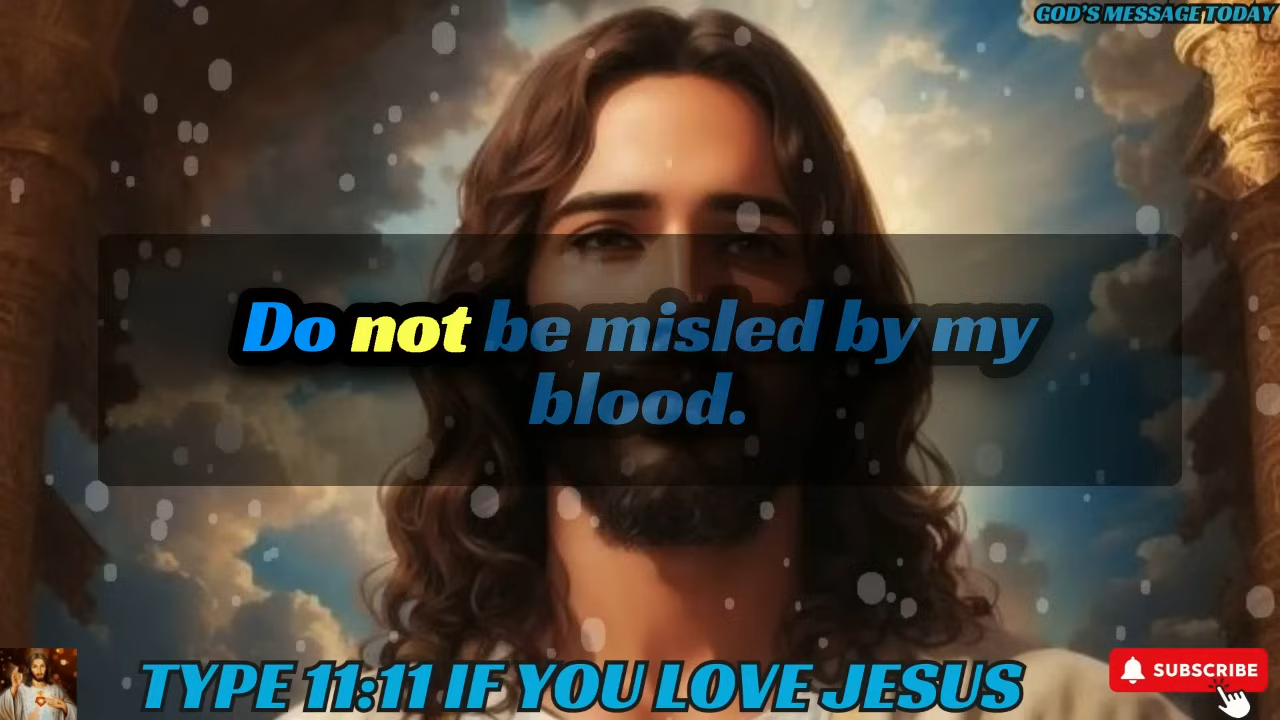 GOD'S MESSAGE TODAY
Do not be misled by my
blood.
TYPE 11:11 IF YOU LOVE JESUS
SUBSCRIBE